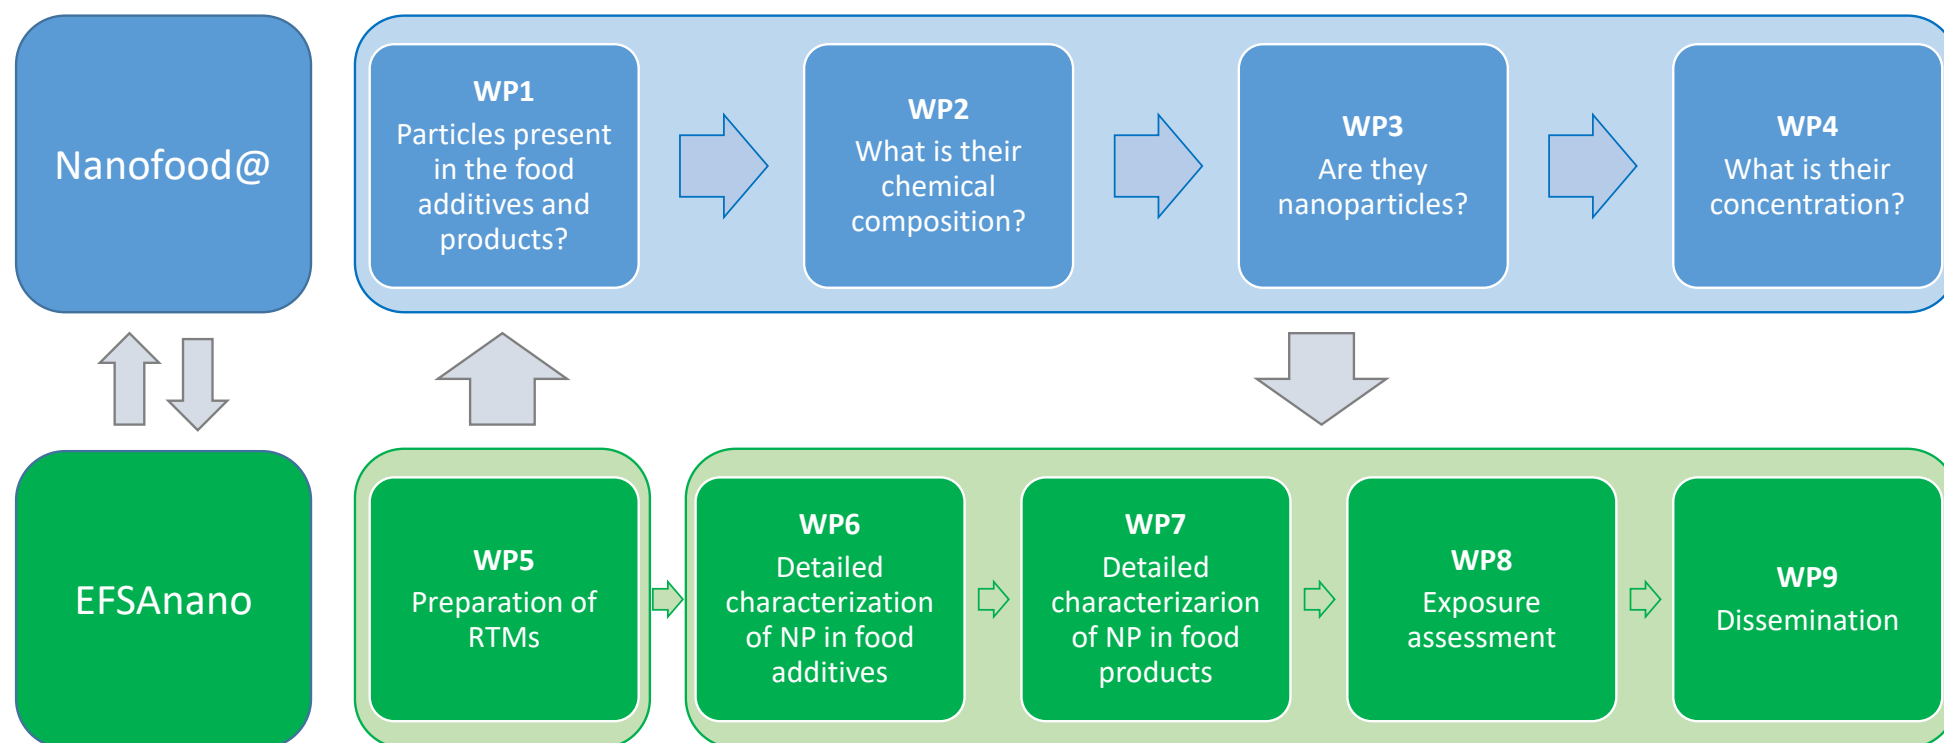 Nanofood@
WP1
Particles present
in the food
additives and
products?
WP2
What is their
chemical
composition?
WP3
Are they
nanoparticles?
WP4
What is their
concentration?
EFSAnano
WP5
Preparation of
RTMs
WP6
Detailed
characterization
of NP in food
additives
WP7
Detailed
characterizarion
of NP in food
products
WP8
Exposure
assessment
WP9
Dissemination